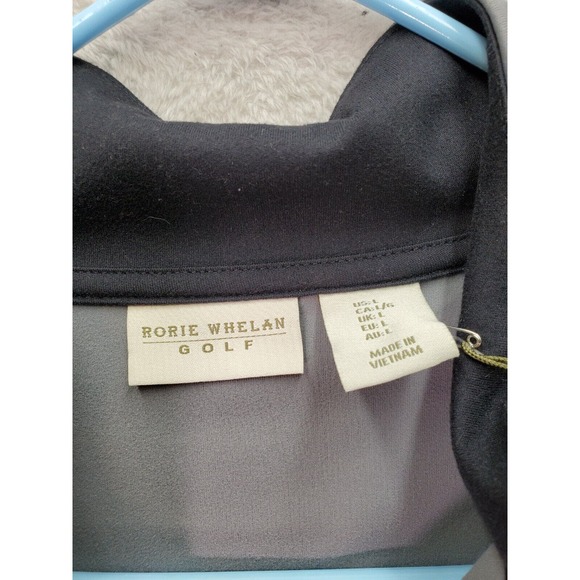 RORIE WHELAN
GOLF
US: L
CA: L/G
UK: L
EU: L
AU: L
MADE IN
VIETNAM